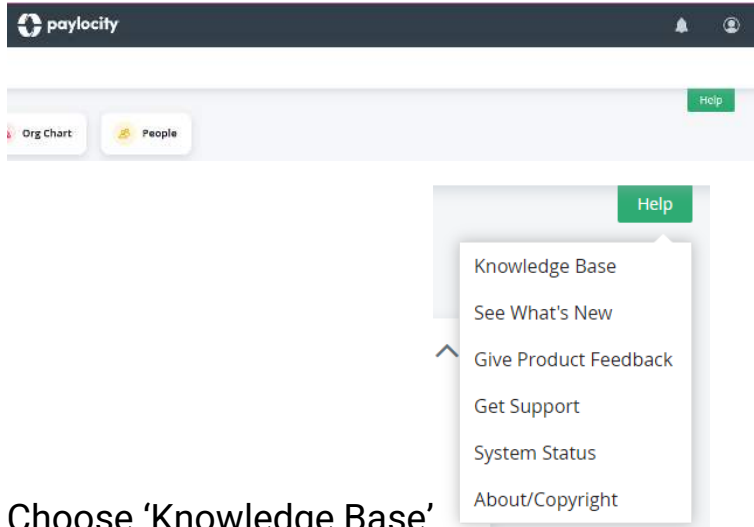 paylocity
Help
Org Chart
People
Help
Knowledge Base
See What's New
Give Product Feedback
Get Support
System Status
About/Copyright
Choose ‘Knowledge Base’